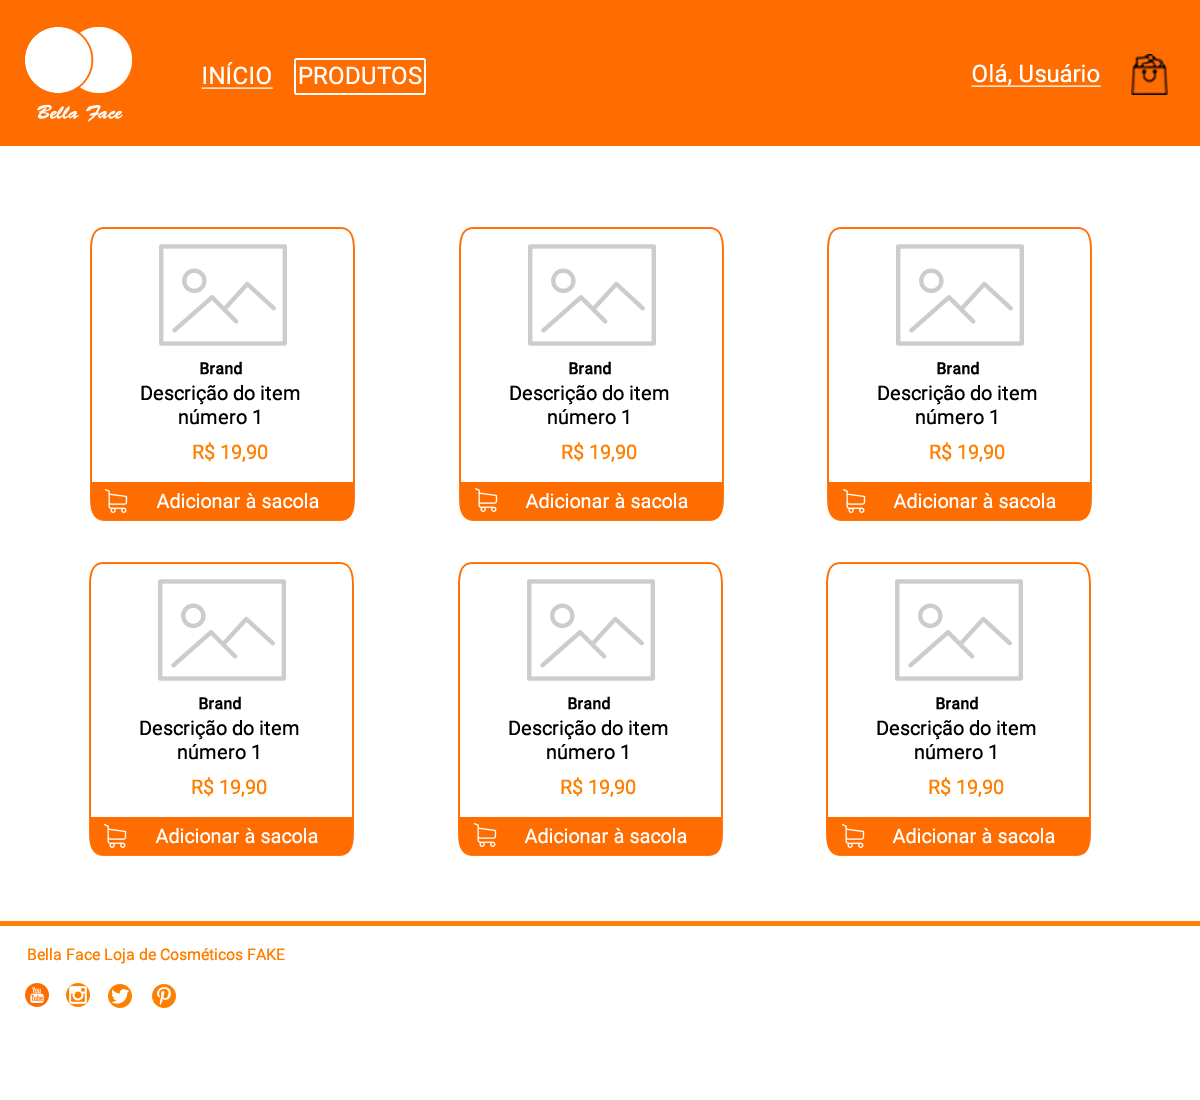 INÍCIO PRODUTOS Olá, Usuário
Bella Face
Brand Brand Brand
Descrição do item Descrição do item Descrição do item
número 1 número 1 número 1
R$ 19,90 R$ 19,90 R$ 19,90
Adicionar à sacola Adicionar à sacola Adicionar à sacola
Brand Brand Brand
Descrição do item Descrição do item Descrição do item
número 1 número 1 número 1
R$ 19,90 R$ 19,90 R$ 19,90
Adicionar à sacola Adicionar à sacola Adicionar à sacola
Bella Face Loja de Cosméticos FAKE
You
Tube